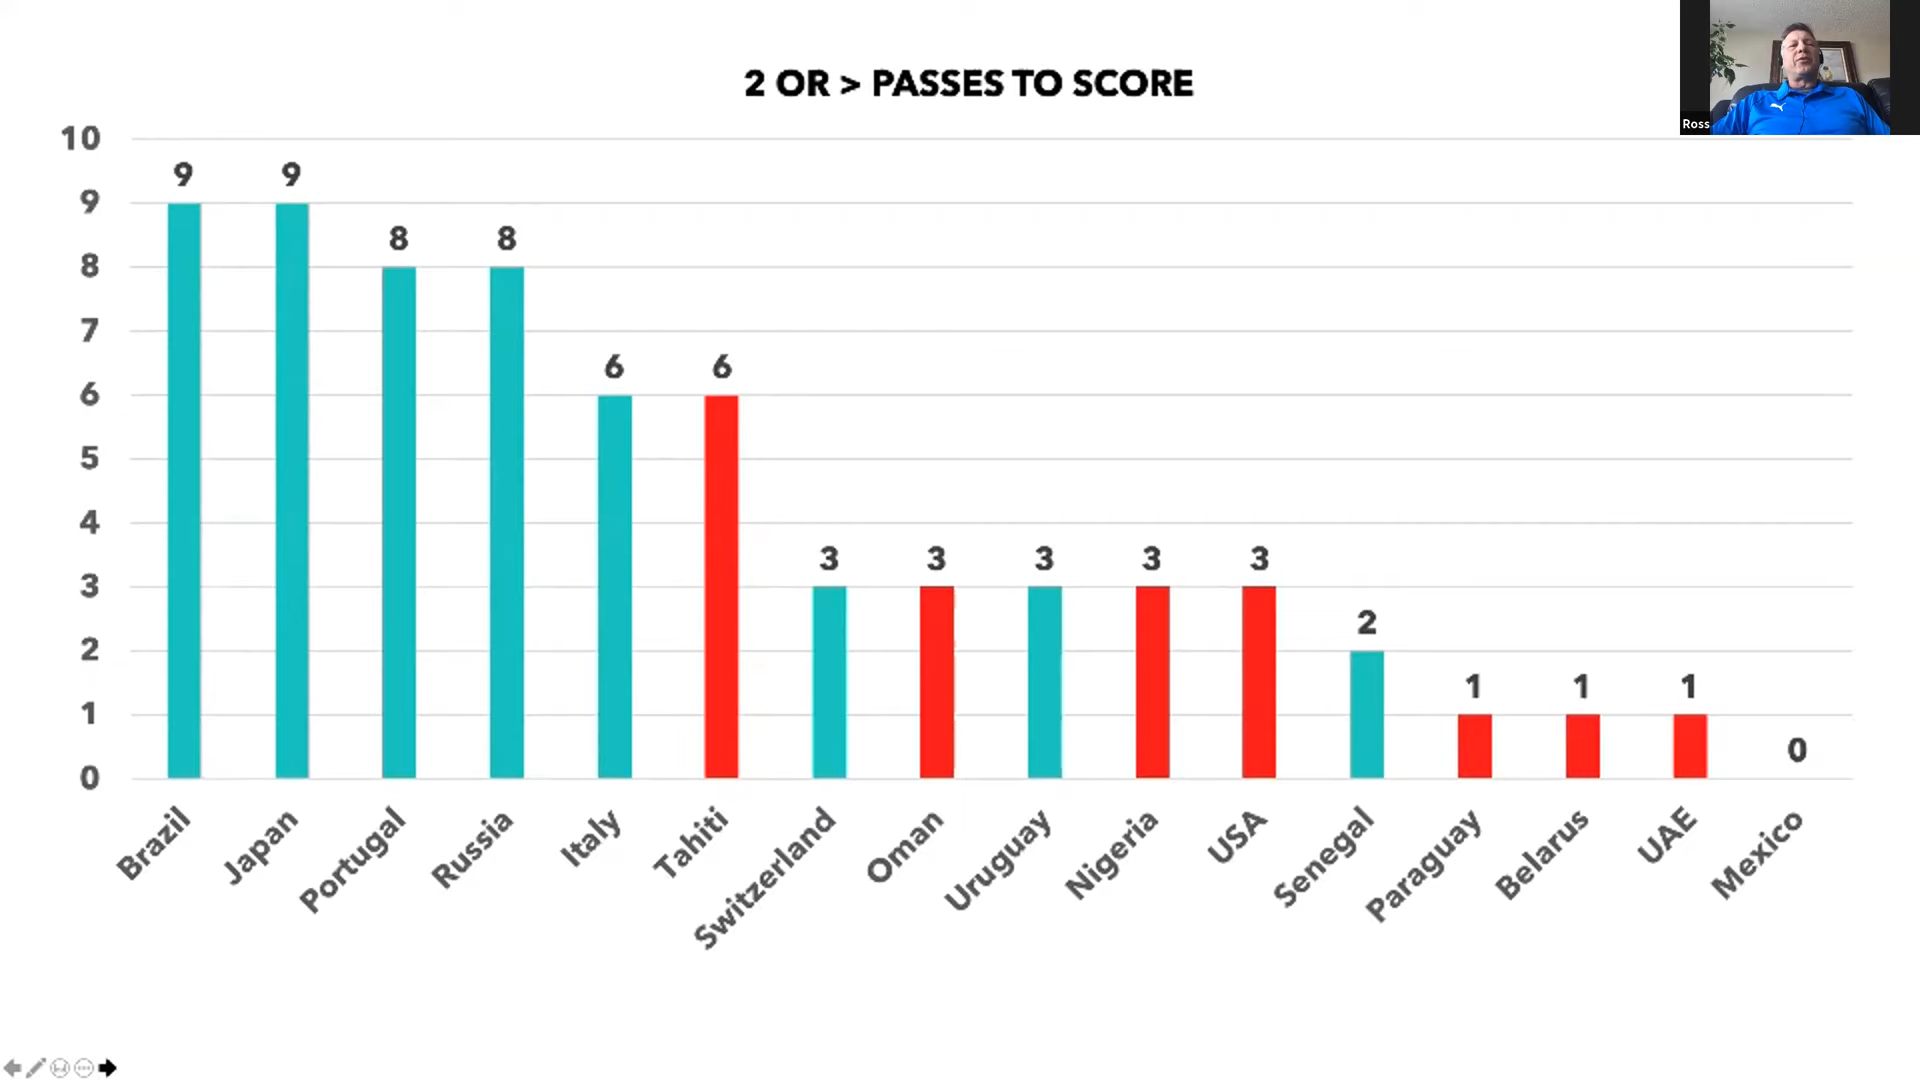 2 OR > PASSES TO SCORE
Ross
10
9
8
7
6
5
4
3
2
1
0
9
9
8
8
6
6
3
3
3
3
3
2
1
1
1
0
Brazil
Japan
Portugal
Russia
Italy
Tahiti
Switzerland
Oman
Uruguay
Nigeria
USA
Senegal
Paraguay
Belarus
UAE
Mexico